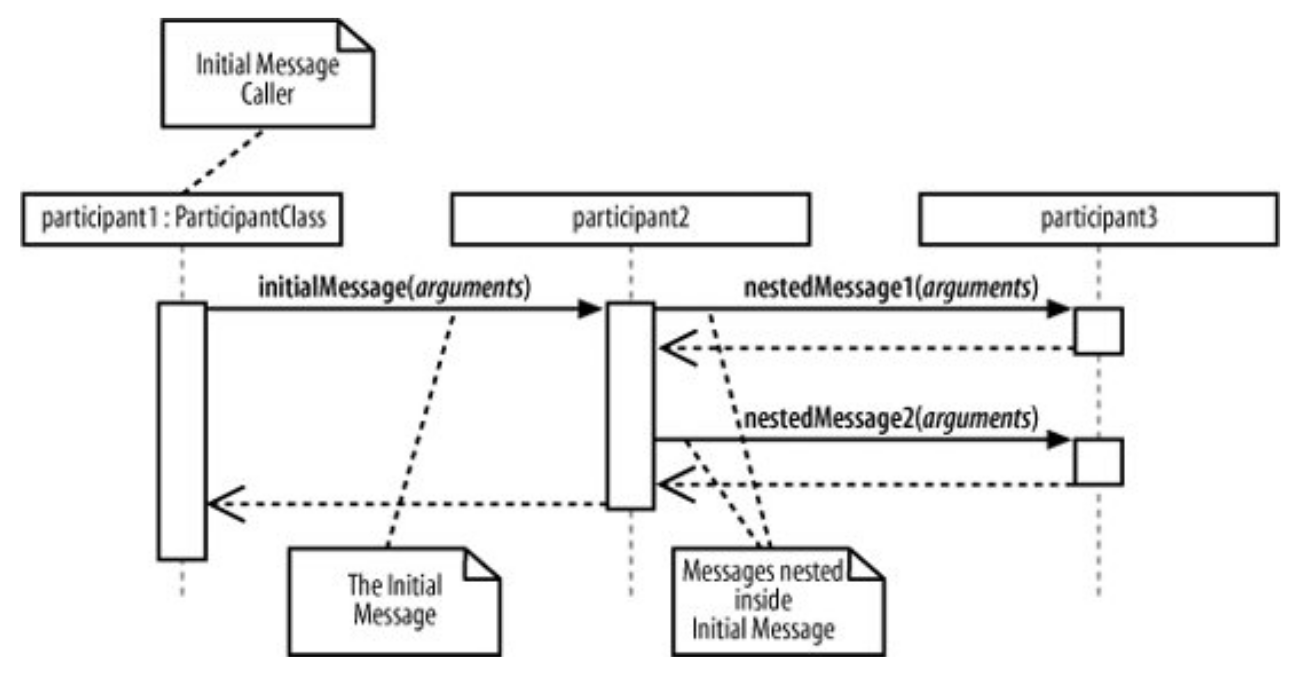 Initial Message
Caller
participant1 : ParticipantClass
participant2
participant3
initialMessage(arguments)
nestedMessage1(arguments)
nestedMessage2(arguments)
The Initial
Message
Messages nested
inside
Initial Message